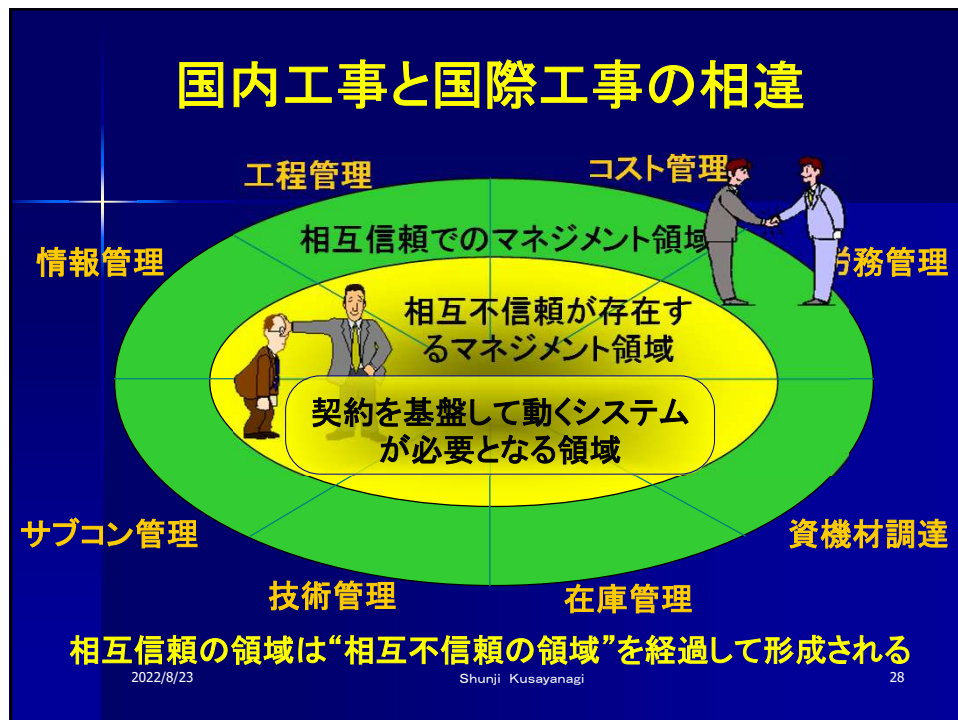 国内工事と国際工事の相違
工程管理
コスト管理
相互信頼でのマネジメント領域
情報管理
労務管理
相互不信頼が存在す
るマネジメント領域
契約を基盤して動くシステム
が必要となる領域
サブコン管理
資機材調達
技術管理
在庫管理
相互信頼の領域は“相互不信頼の領域”を経過して形成される
2022/8/23
Shunji Kusayanagi
28